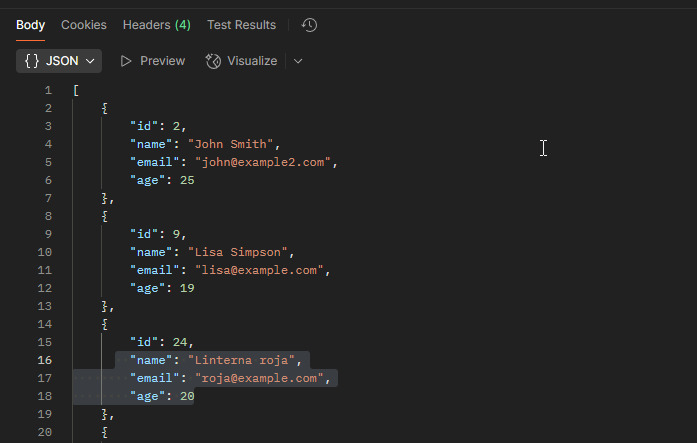 Body Cookies Headers (4) Test Results
{} JSON Preview Visualize
1 [
2 {
3 "id": 2,
4 "name": "John Smith",
5 "email": "john@example2.com",
6 "age": 25
7 },
8 {
9 "id": 9,
10 "name": "Lisa Simpson",
11 "email": "lisa@example.com",
12 "age": 19
13 },
14 {
15 "id": 24,
16 "name": "Linterna roja",
17 "email": "roja@example.com",
18 "age": 20
19 },
20 {